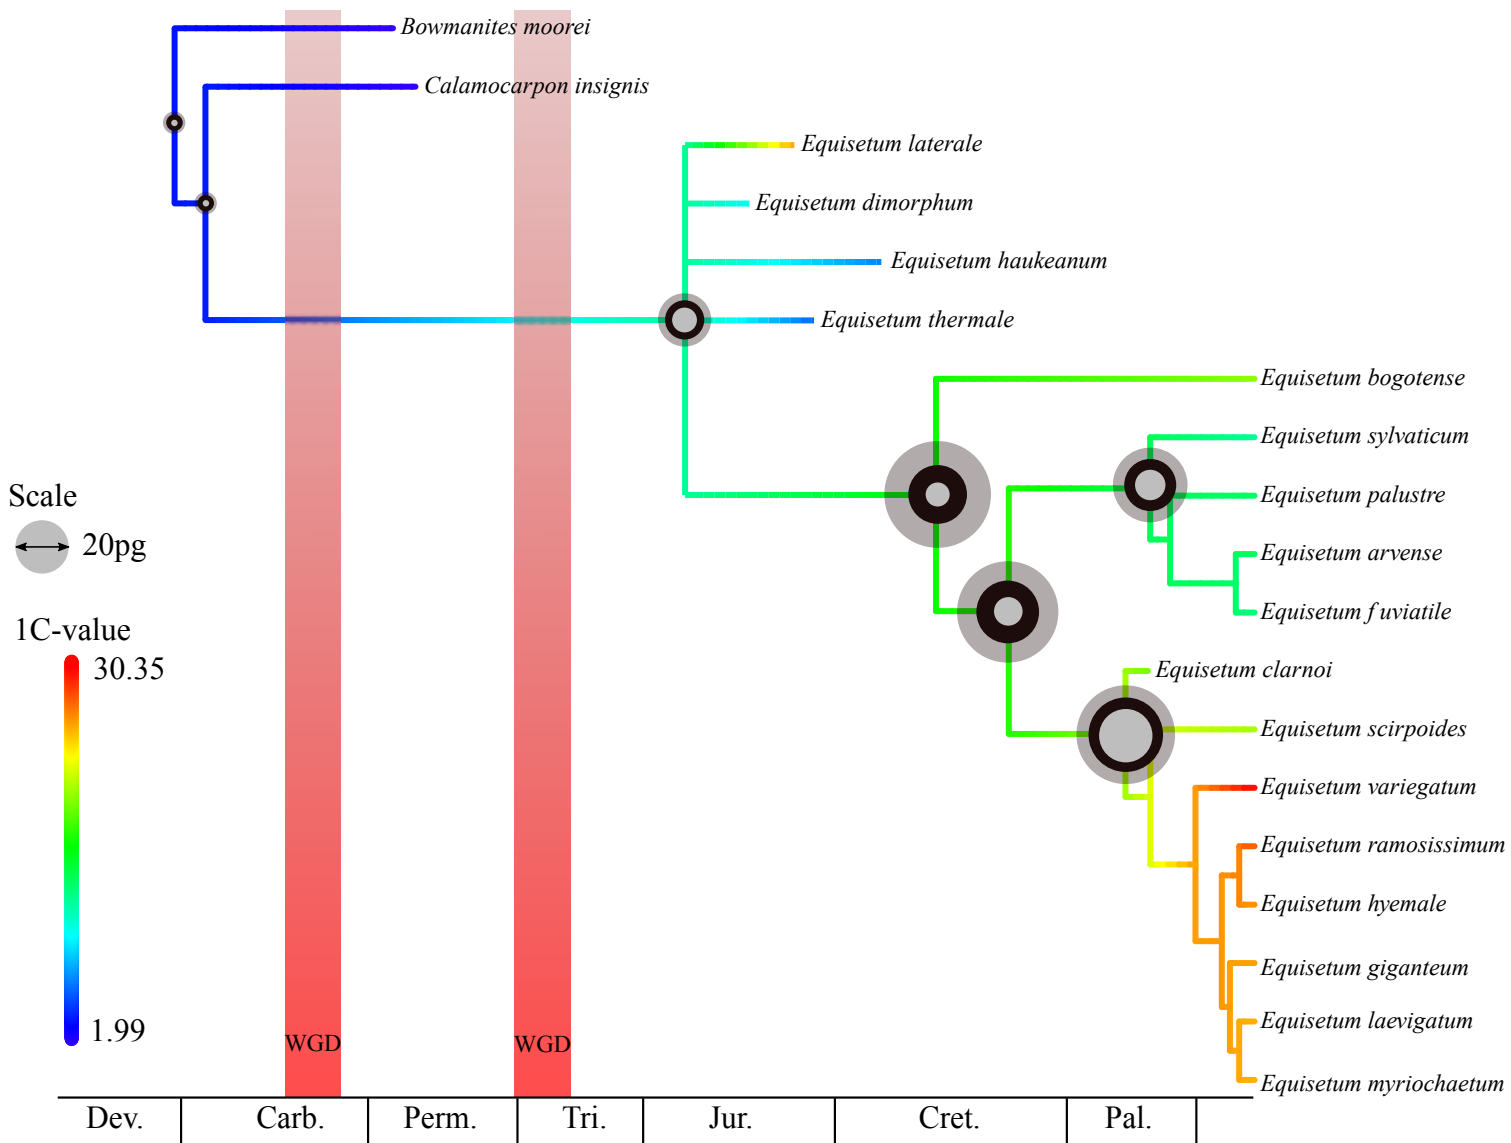 Bowmanites moorei
Calamocarpon insignis
Equisetum laterale
Equisetum dimorphum
Equisetum haukeanum
Equisetum thermale
Equisetum bogotense
Equisetum sylvaticum
Equisetum palustre
Equisetum arvense
Equisetum f uviatile
Equisetum clarnoi
Equisetum scirpoides
Equisetum variegatum
Equisetum ramosissimum
Equisetum hyemale
Equisetum giganteum
Equisetum laevigatum
Equisetum myriochaetum
Scale
20pg
1C-value
30.35
1.99
WGD
WGD
Dev. Carb. Perm. Tri. Jur. Cret. Pal.